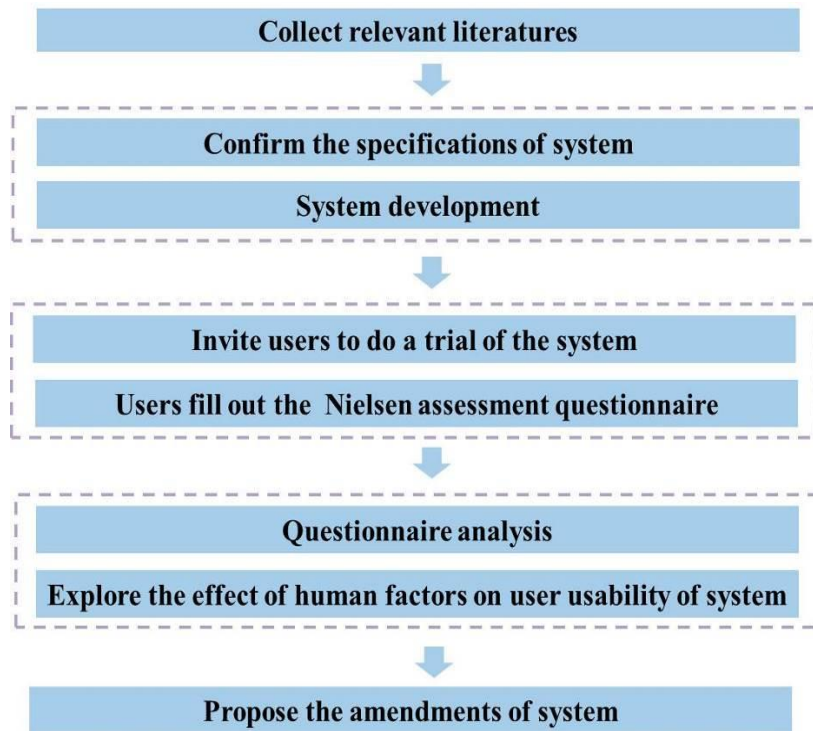 Collect relevant literatures
Confirm the specifications of system
System development
Invite users to do a trial of the system
Users fill out the Nielsen assessment questionnaire
Questionnaire analysis
Explore the effect of human factors on user usability of system
Propose the amendments of system